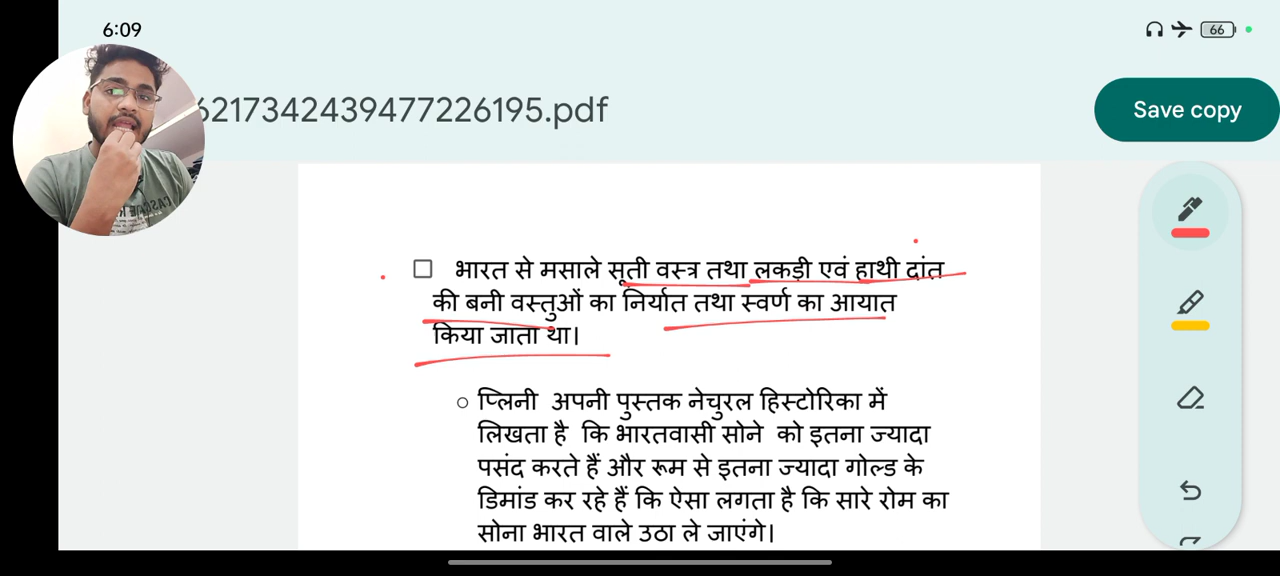 6:09
66
6217342439477226195.pdf
Save copy
भारत से मसाले सूती वस्त्र तथा लकड़ी एवं हाथी दांत
की बनी वस्तुओं का निर्यात तथा स्वर्ण का आयात
किया जाता था।
प्लिनी अपनी पुस्तक नेचुरल हिस्टोरिका में
लिखता है कि भारतवासी सोने को इतना ज्यादा
पसंद करते हैं और रूम से इतना ज्यादा गोल्ड के
डिमांड कर रहे हैं कि ऐसा लगता है कि सारे रोम का
सोना भारत वाले उठा ले जाएंगे।